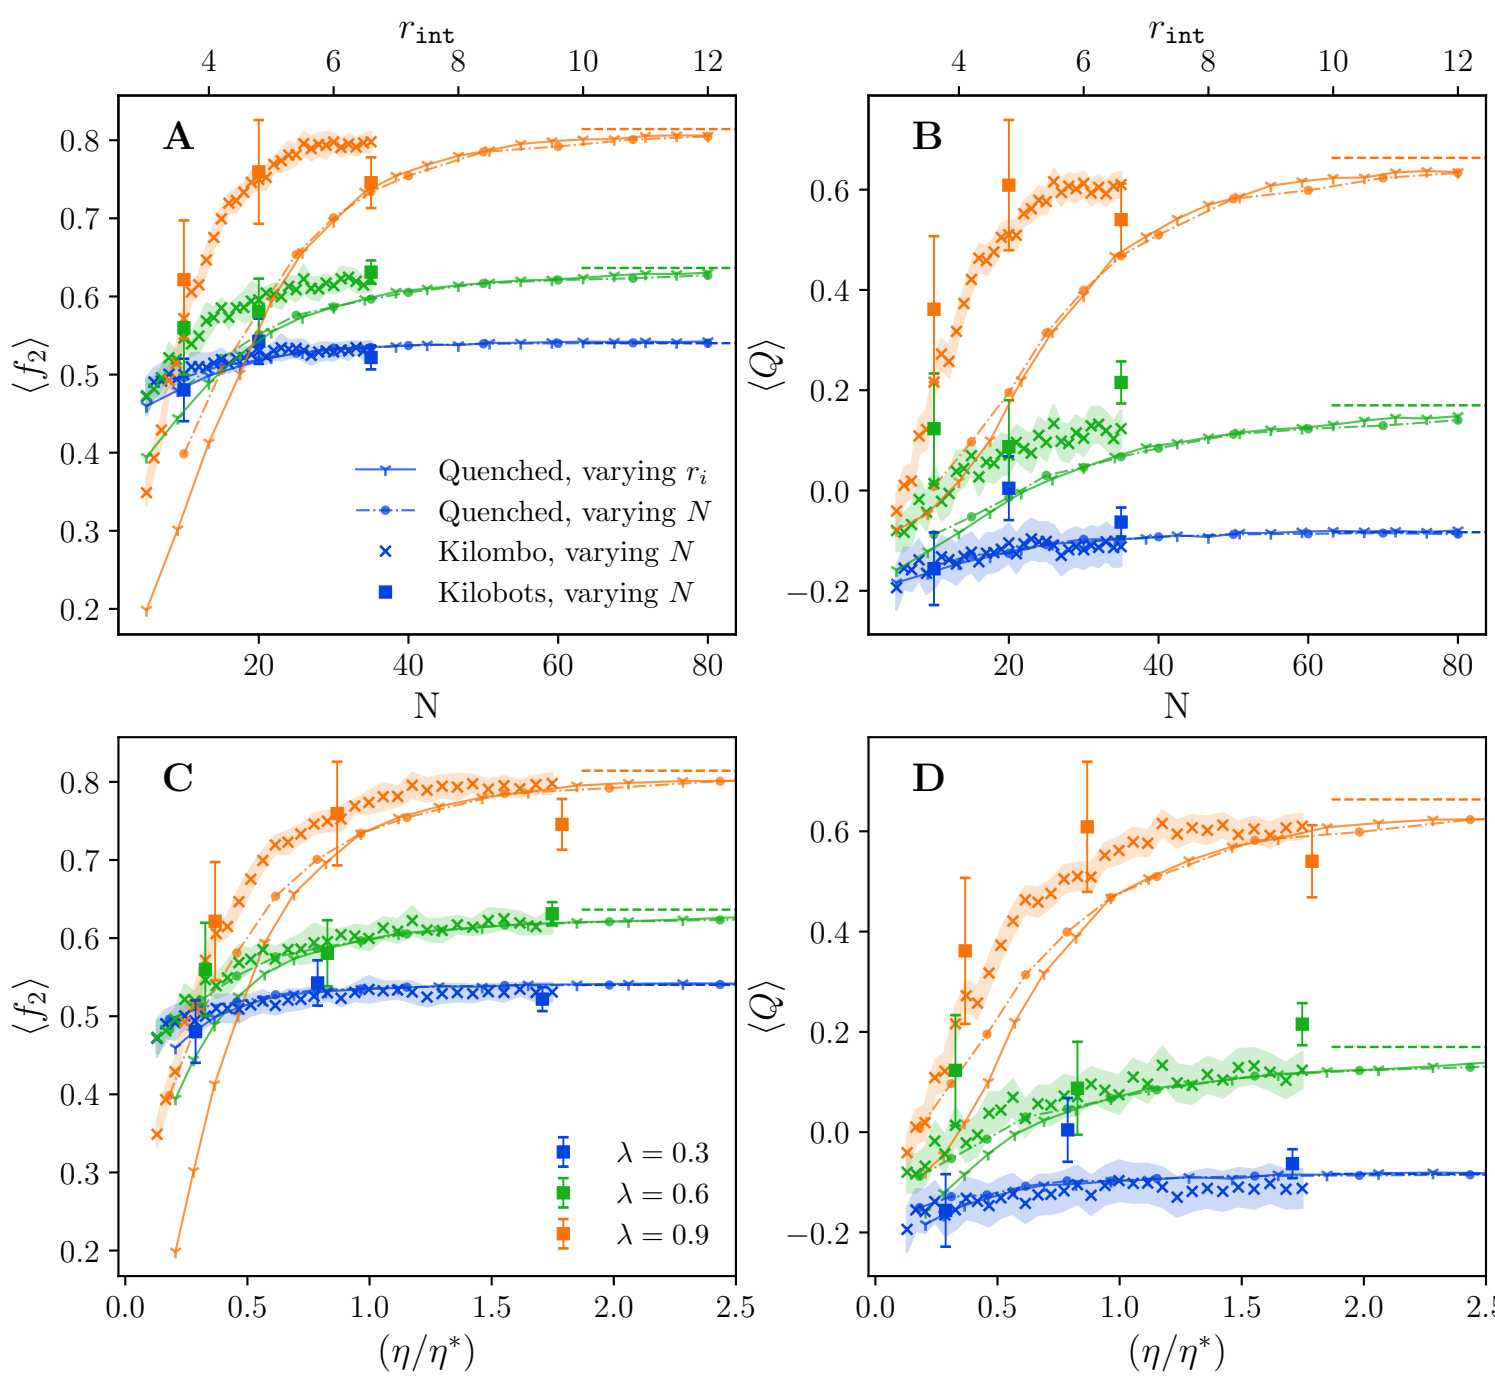 r_int
4 6 8 10 12
A
⟨f₂⟩
0.8
0.7
0.6
0.5
0.4
0.3
0.2
Quenched, varying r_i
Quenched, varying N
Kilombo, varying N
Kilobots, varying N
20 40 60 80
N
r_int
4 6 8 10 12
B
⟨Q⟩
0.6
0.4
0.2
0.0
−0.2
20 40 60 80
N
C
⟨f₂⟩
0.8
0.7
0.6
0.5
0.4
0.3
0.2
λ = 0.3
λ = 0.6
λ = 0.9
0.0 0.5 1.0 1.5 2.0 2.5
(η/η*)
D
⟨Q⟩
0.6
0.4
0.2
0.0
−0.2
0.0 0.5 1.0 1.5 2.0 2.5
(η/η*)